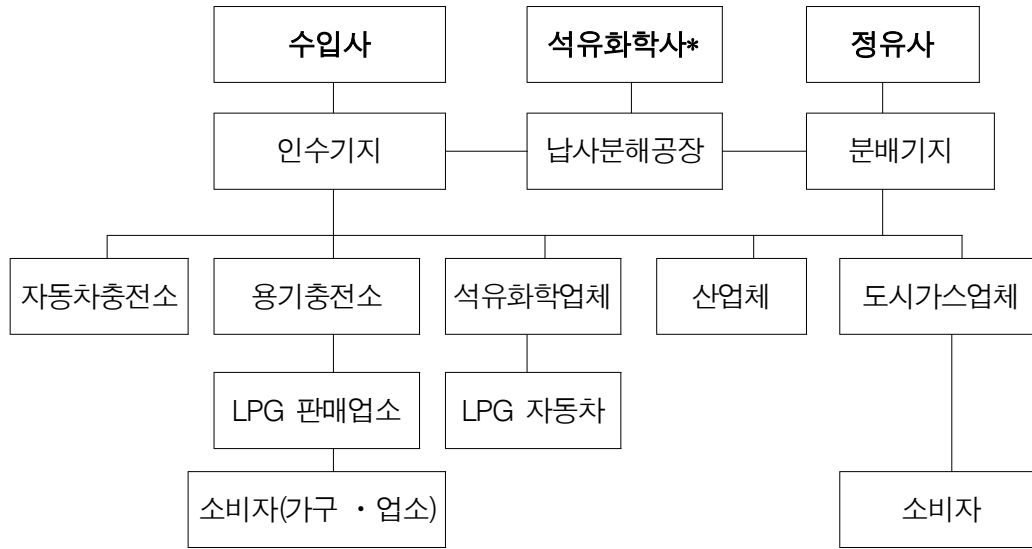 수입사
석유화학사*
정유사
인수기지
납사분해공장
분배기지
자동차충전소
용기충전소
석유화학업체
산업체
도시가스업체
LPG 판매업소
LPG 자동차
소비자(가구 ・업소)
소비자